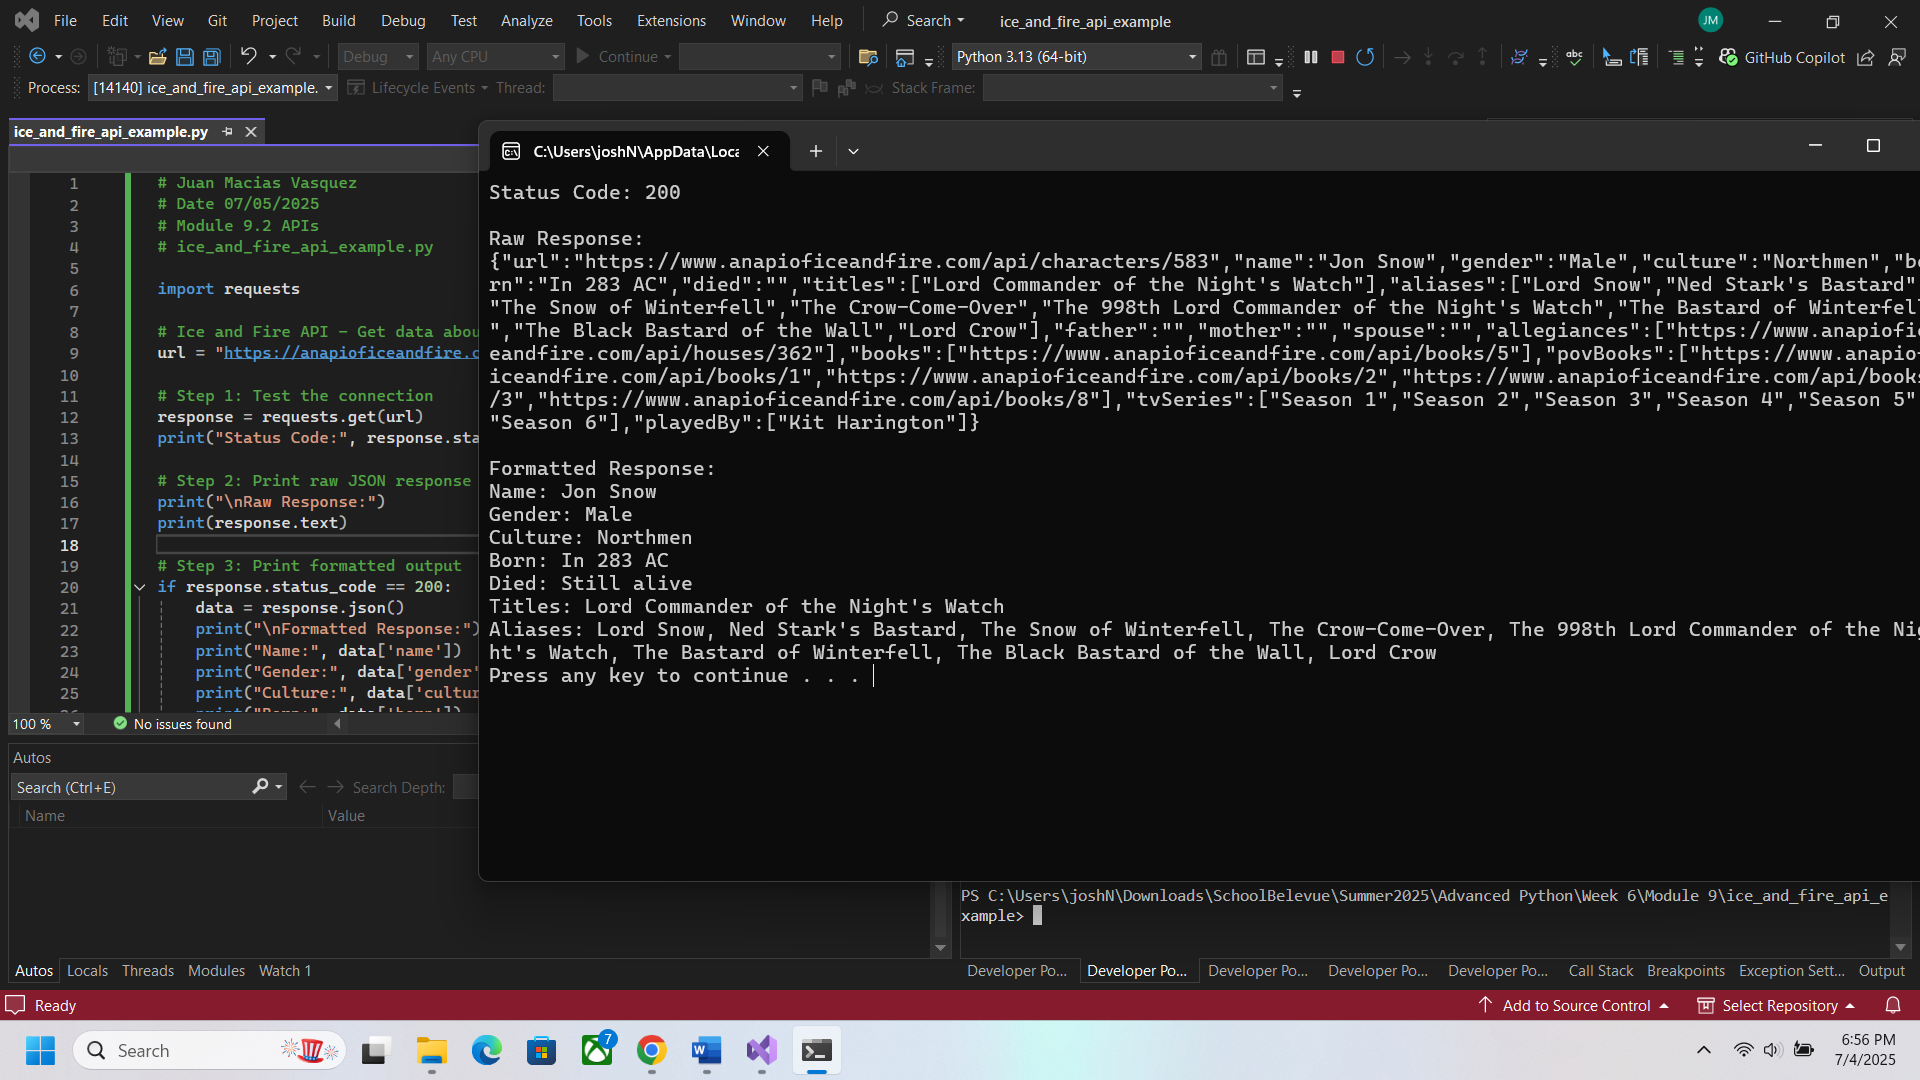 File Edit View Git Project Build Debug Test Analyze Tools Extensions Window Help Search ice_and_fire_api_example JM
Debug Any CPU Continue Python 3.13 (64-bit) abc GitHub Copilot
Process: [14140] ice_and_fire_api_example. Lifecycle Events Thread: Stack Frame:
ice_and_fire_api_example.py
1 # Juan Macias Vasquez
2 # Date 07/05/2025
3 # Module 9.2 APIs
4 # ice_and_fire_api_example.py
5
6 import requests
7
8 # Ice and Fire API - Get data abou
9 url = "https://anapioficeandfire.c
10
11 # Step 1: Test the connection
12 response = requests.get(url)
13 print("Status Code:", response.sta
14
15 # Step 2: Print raw JSON response
16 print("\nRaw Response:")
17 print(response.text)
18
19 # Step 3: Print formatted output
20 if response.status_code == 200:
21 data = response.json()
22 print("\nFormatted Response:")
23 print("Name:", data['name'])
24 print("Gender:", data['gender'
25 print("Culture:", data['cultur
100 % No issues found
C:\Users\joshN\AppData\Loca
Status Code: 200
Raw Response:
{"url":"https://www.anapioficeandfire.com/api/characters/583","name":"Jon Snow","gender":"Male","culture":"Northmen","bo
rn":"In 283 AC","died":"","titles":["Lord Commander of the Night's Watch"],"aliases":["Lord Snow","Ned Stark's Bastard"
"The Snow of Winterfell","The Crow-Come-Over","The 998th Lord Commander of the Night's Watch","The Bastard of Winterfell
","The Black Bastard of the Wall","Lord Crow"],"father":"","mother":"","spouse":"","allegiances":["https://www.anapiofic
eandfire.com/api/houses/362"],"books":["https://www.anapioficeandfire.com/api/books/5"],"povBooks":["https://www.anapiof
iceandfire.com/api/books/1","https://www.anapioficeandfire.com/api/books/2","https://www.anapioficeandfire.com/api/books
/3","https://www.anapioficeandfire.com/api/books/8"],"tvSeries":["Season 1","Season 2","Season 3","Season 4","Season 5"
"Season 6"],"playedBy":["Kit Harington"]}
Formatted Response:
Name: Jon Snow
Gender: Male
Culture: Northmen
Born: In 283 AC
Died: Still alive
Titles: Lord Commander of the Night's Watch
Aliases: Lord Snow, Ned Stark's Bastard, The Snow of Winterfell, The Crow-Come-Over, The 998th Lord Commander of the Nig
ht's Watch, The Bastard of Winterfell, The Black Bastard of the Wall, Lord Crow
Press any key to continue . . .
Autos
Search (Ctrl+E) Search Depth:
Name Value
PS C:\Users\joshN\Downloads\SchoolBelevue\Summer2025\Advanced Python\Week 6\Module 9\ice_and_fire_api_e
xample>
Autos Locals Threads Modules Watch 1 Developer Po... Developer Po... Developer Po... Developer Po... Developer Po... Call Stack Breakpoints Exception Sett... Output
Ready Add to Source Control Select Repository
Search 7 6:56 PM
7/4/2025